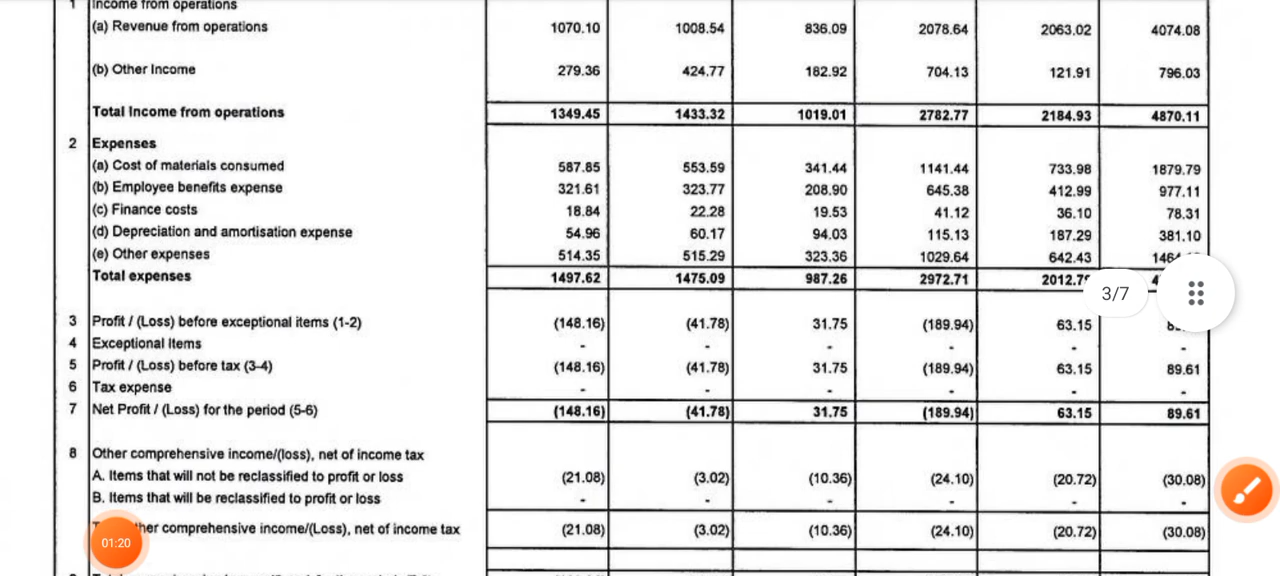 1 Income from operations
(a) Revenue from operations 1070.10 1008.54 836.09 2078.64 2063.02 4074.08
(b) Other Income 279.36 424.77 182.92 704.13 121.91 796.03
Total Income from operations 1349.45 1433.32 1019.01 2782.77 2184.93 4870.11
2 Expenses
(a) Cost of materials consumed 587.85 553.59 341.44 1141.44 733.98 1879.79
(b) Employee benefits expense 321.61 323.77 208.90 645.38 412.99 977.11
(c) Finance costs 18.84 22.28 19.53 41.12 36.10 78.31
(d) Depreciation and amortisation expense 54.96 60.17 94.03 115.13 187.29 381.10
(e) Other expenses 514.35 515.29 323.36 1029.64 642.43
Total expenses 1497.62 1475.09 987.26 2972.71
3/7
3 Profit / (Loss) before exceptional items (1-2) (148.16) (41.78) 31.75 (189.94) 63.15
4 Exceptional Items - - - - - -
5 Profit / (Loss) before tax (3-4) (148.16) (41.78) 31.75 (189.94) 63.15 89.61
6 Tax expense - - - - - -
7 Net Profit / (Loss) for the period (5-6) (148.16) (41.78) 31.75 (189.94) 63.15 89.61
8 Other comprehensive income/(loss), net of income tax
A. Items that will not be reclassified to profit or loss (21.08) (3.02) (10.36) (24.10) (20.72) (30.08)
B. Items that will be reclassified to profit or loss - - - - - -
comprehensive income/(Loss), net of income tax (21.08) (3.02) (10.36) (24.10) (20.72) (30.08)
01:20